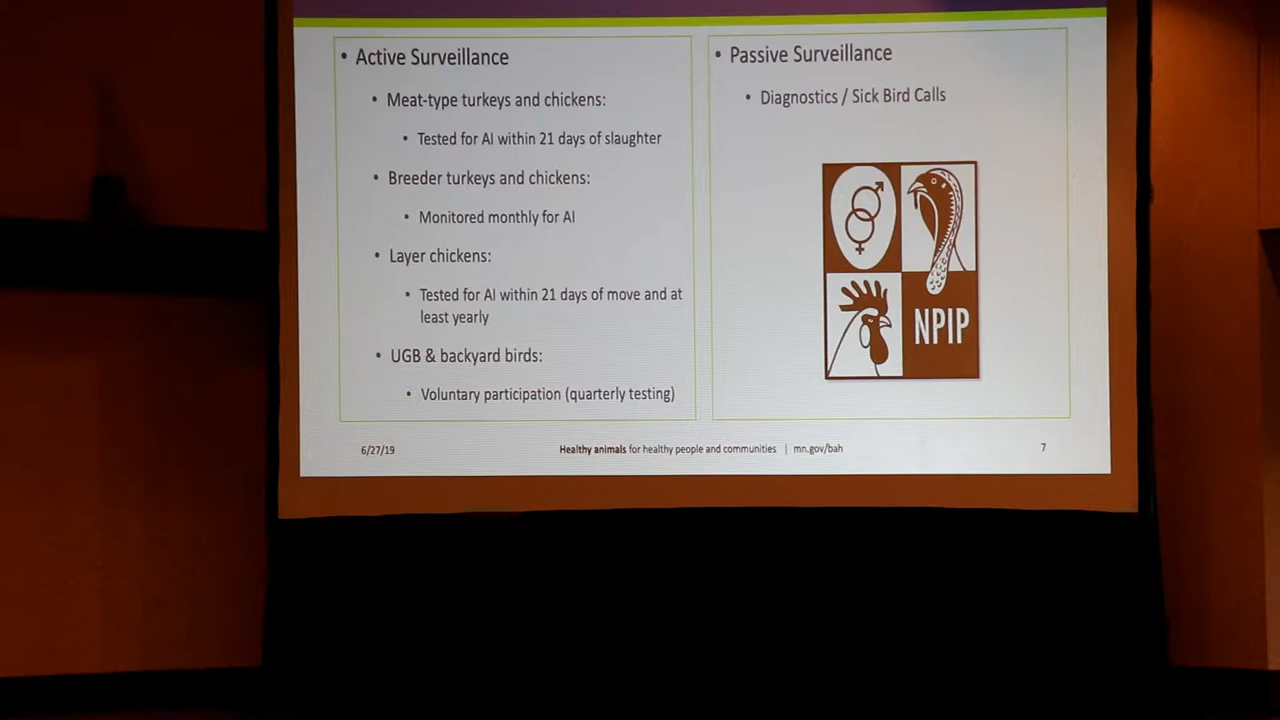 • Active Surveillance
• Meat-type turkeys and chickens:
• Tested for AI within 21 days of slaughter
• Breeder turkeys and chickens:
• Monitored monthly for AI
• Layer chickens:
• Tested for AI within 21 days of move and at
least yearly
• UGB & backyard birds:
• Voluntary participation (quarterly testing)
• Passive Surveillance
• Diagnostics / Sick Bird Calls
NPIP
6/27/19
Healthy animals for healthy people and communities | mn.gov/bah
7